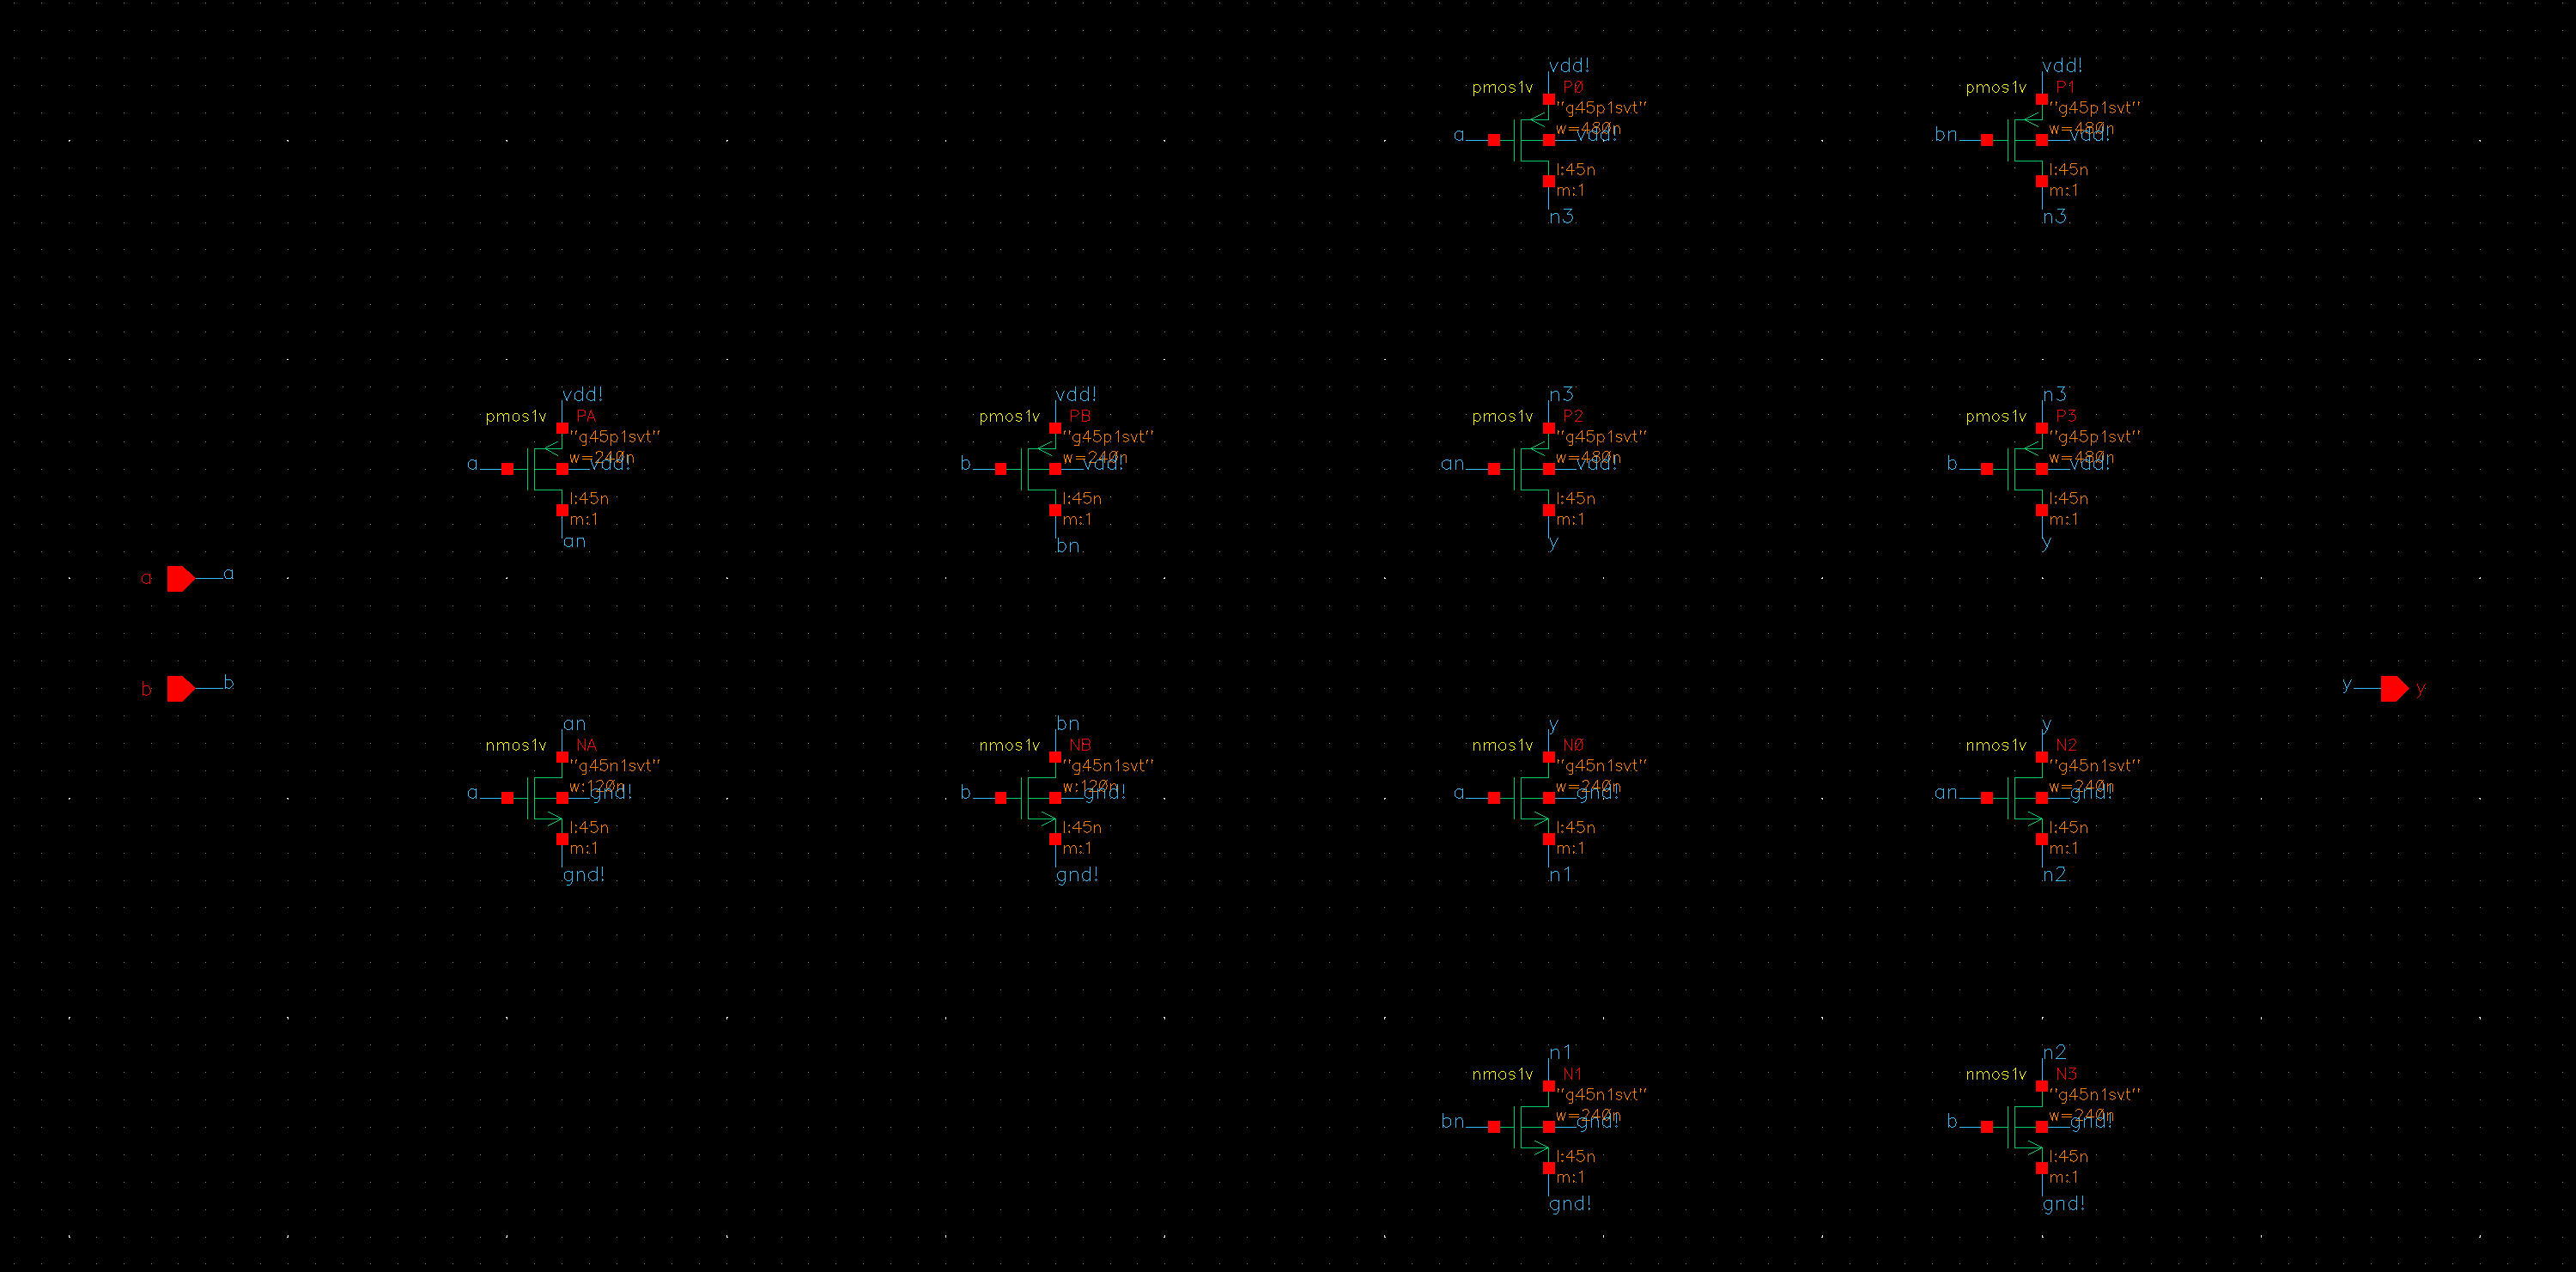 vdd!
pmos1v P0
"g45p1svt"
w=480n
a vdd!
l:45n
m:1
n3
vdd!
pmos1v P1
"g45p1svt"
w=480n
bn vdd!
l:45n
m:1
n3
vdd!
pmos1v PA
"g45p1svt"
w=240n
a vdd!
l:45n
m:1
an
vdd!
pmos1v PB
"g45p1svt"
w=240n
b vdd!
l:45n
m:1
bn
n3
pmos1v P2
"g45p1svt"
w=480n
an vdd!
l:45n
m:1
y
n3
pmos1v P3
"g45p1svt"
w=480n
b vdd!
l:45n
m:1
y
a a
b b
y y
an
nmos1v NA
"g45n1svt"
w:120n
a gnd!
l:45n
m:1
gnd!
bn
nmos1v NB
"g45n1svt"
w:120n
b gnd!
l:45n
m:1
gnd!
y
nmos1v N0
"g45n1svt"
w=240n
a gnd!
l:45n
m:1
n1
y
nmos1v N2
"g45n1svt"
w=240n
an gnd!
l:45n
m:1
n2
n1
nmos1v N1
"g45n1svt"
w=240n
bn gnd!
l:45n
m:1
gnd!
n2
nmos1v N3
"g45n1svt"
w=240n
b gnd!
l:45n
m:1
gnd!